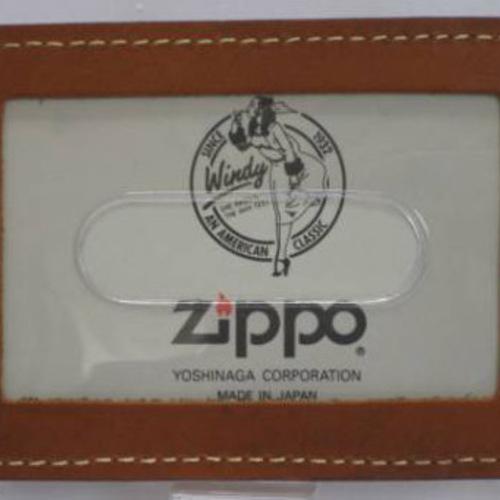 SINCE 1932
Windy
AN AMERICAN CLASSIC
Zippo®
YOSHINAGA CORPORATION
MADE IN JAPAN